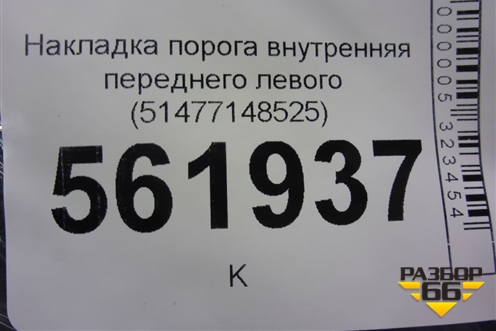 Накладка порога внутренняя
переднего левого
(51477148525)
561937
К
000005323454
РАЗБОР
66